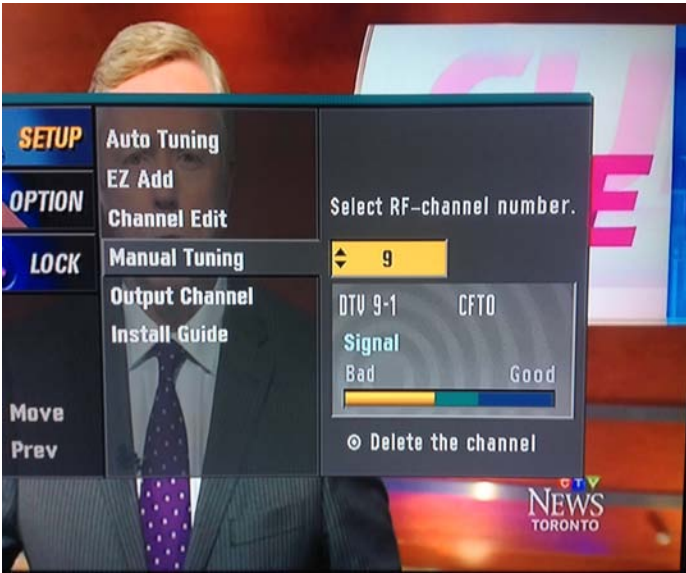 SETUP
OPTION
LOCK
Move
Prev
Auto Tuning
EZ Add
Channel Edit
Manual Tuning
Output Channel
Install Guide
Select RF-channel number.
9
DTV 9-1 CFTO
Signal
Bad Good
Delete the channel
CTV
NEWS
TORONTO